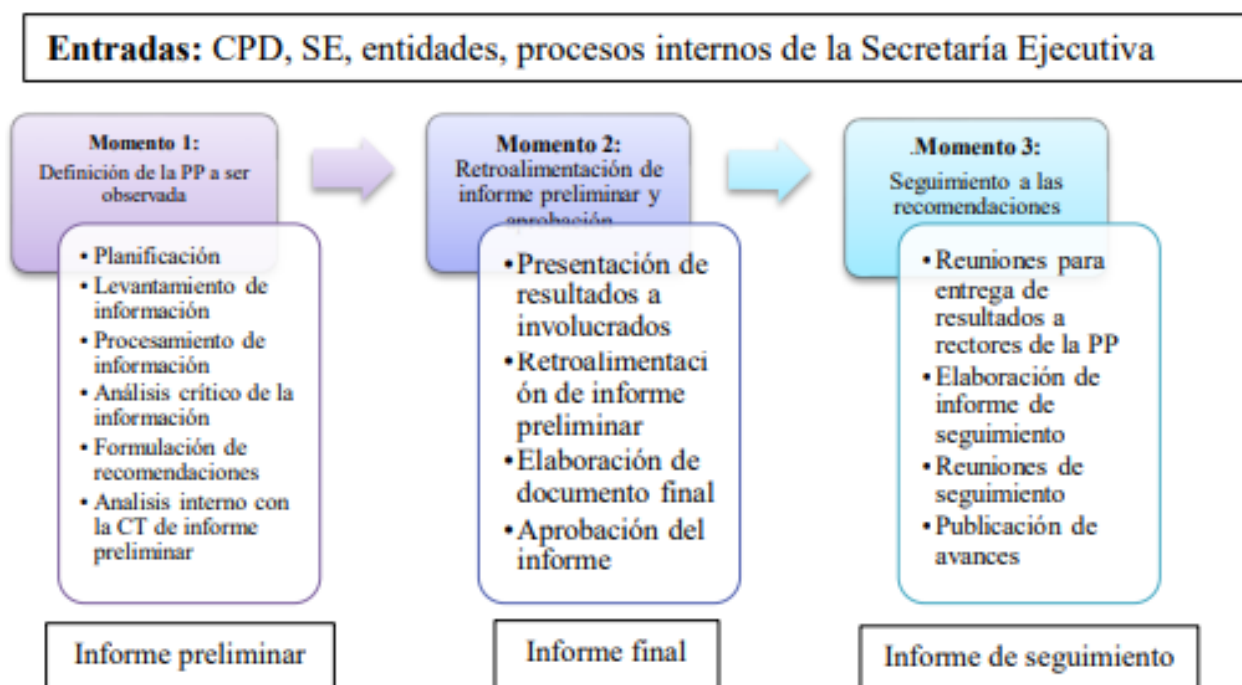 Entradas: CPD, SE, entidades, procesos internos de la Secretaría Ejecutiva
Momento 1:
Definición de la PP a ser
observada
• Planificación
• Levantamiento de
información
• Procesamiento de
información
• Análisis crítico de la
información
• Formulación de
recomendaciones
• Analisis interno con
la CT de informe
preliminar
Informe preliminar
Momento 2:
Retroalimentación de
informe preliminar y
aprobación
• Presentación de
resultados a
involucrados
• Retroalimentaci
ón de informe
preliminar
• Elaboración de
documento final
• Aprobación del
informe
Informe final
.Momento 3:
Seguimiento a las
recomendaciones
• Reuniones para
entrega de
resultados a
rectores de la PP
• Elaboración de
informe de
seguimiento
• Reuniones de
seguimiento
• Publicación de
avances
Informe de seguimiento